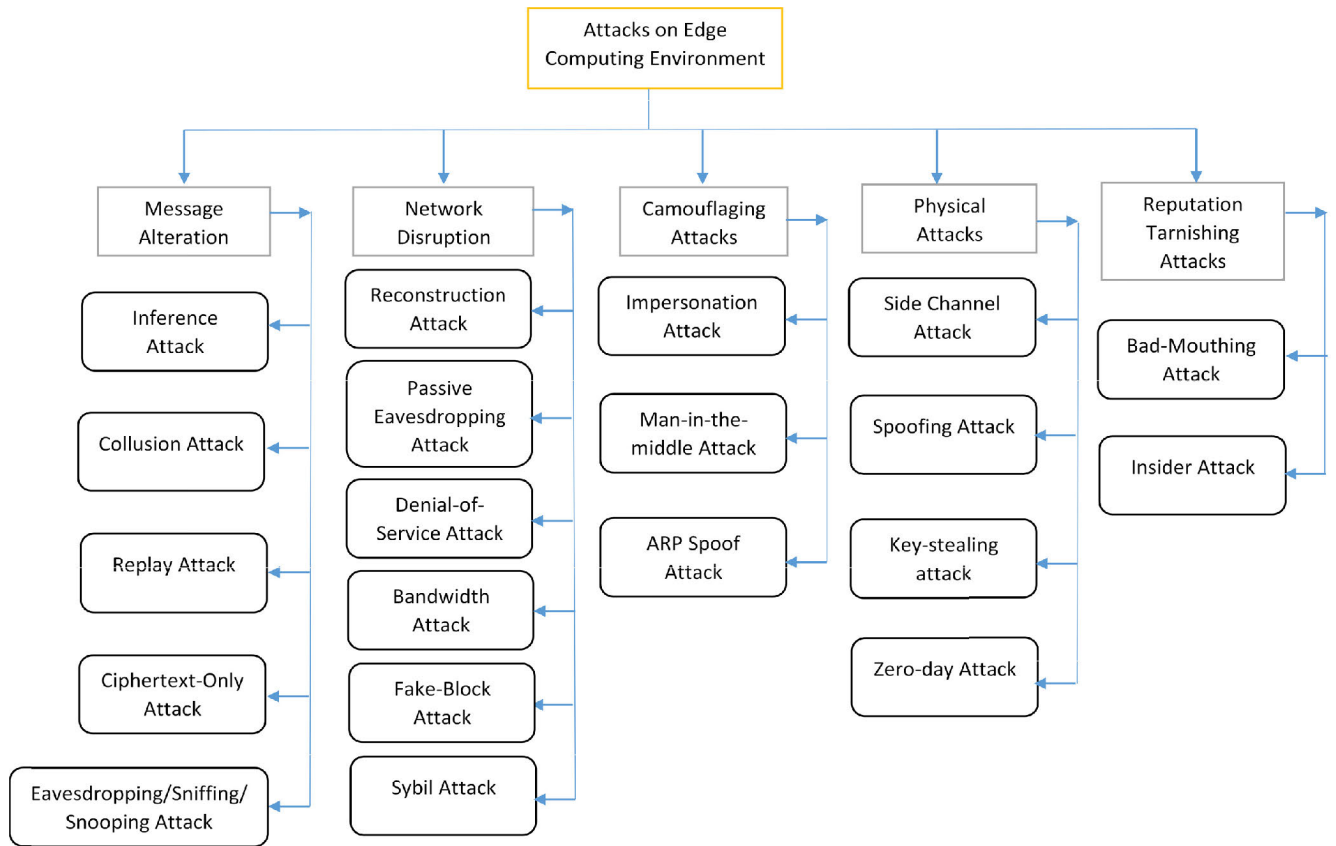 Attacks on Edge
Computing Environment
Message
Alteration
Network
Disruption
Camouflaging
Attacks
Physical
Attacks
Reputation
Tarnishing
Attacks
Inference
Attack
Collusion Attack
Replay Attack
Ciphertext-Only
Attack
Eavesdropping/Sniffing/
Snooping Attack
Reconstruction
Attack
Passive
Eavesdropping
Attack
Denial-of-
Service Attack
Bandwidth
Attack
Fake-Block
Attack
Sybil Attack
Impersonation
Attack
Man-in-the-
middle Attack
ARP Spoof
Attack
Side Channel
Attack
Spoofing Attack
Key-stealing
attack
Zero-day Attack
Bad-Mouthing
Attack
Insider Attack